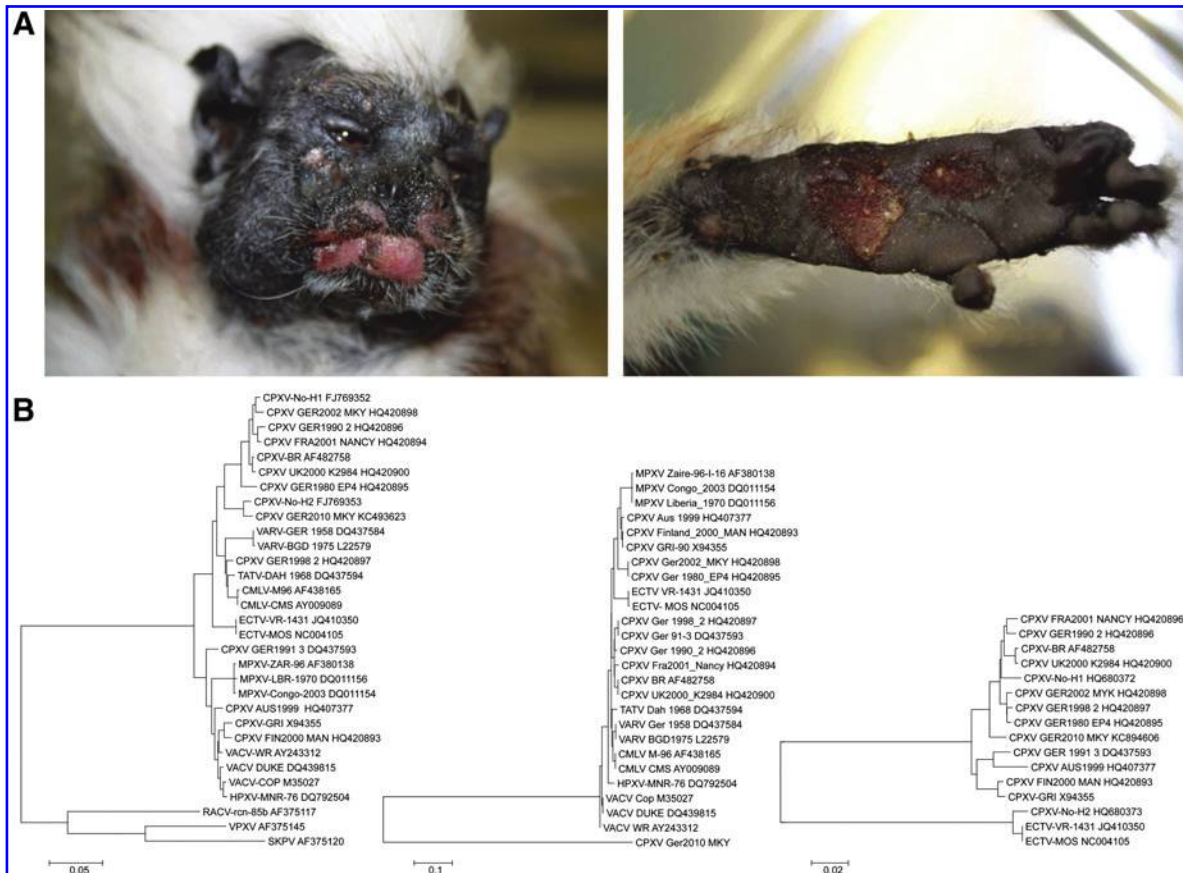 A
B
CPXV-No-H1 FJ769352
CPXV GER2002 MKY HQ420898
CPXV GER1990 2 HQ420896
CPXV FRA2001 NANCY HQ420894
CPXV-BR AF482758
CPXV UK2000 K2984 HQ420900
CPXV GER1980 EP4 HQ420895
CPXV-No-H2 FJ769353
CPXV GER2010 MKY KC493623
VARV-GER 1958 DQ437584
VARV-BGD 1975 L22579
CPXV GER1998 2 HQ420897
TATV-DAH 1968 DQ437594
CMLV-M96 AF438165
CMLV-CMS AY009089
ECTV-VR-1431 JQ410350
ECTV-MOS NC004105
CPXV GER1991 3 DQ437593
MPXV-ZAR-96 AF380138
MPXV-LBR-1970 DQ011156
MPXV-Congo-2003 DQ011154
CPXV AUS1999 HQ407377
CPXV-GRI X94355
CPXV FIN2000 MAN HQ420893
VACV-WR AY243312
VACV DUKE DQ439815
VACV-COP M35027
HPXV-MNR-76 DQ792504
RACV-rcn-85b AF375117
VPXV AF375145
SKPV AF375120
0.05
MPXV Zaire-96-I-16 AF380138
MPXV Congo_2003 DQ011154
MPXV Liberia_1970 DQ011156
CPXV Aus 1999 HQ407377
CPXV Finland_2000_MAN HQ420893
CPXV GRI-90 X94355
CPXV Ger2002_MKY HQ420898
CPXV Ger 1980_EP4 HQ420895
ECTV VR-1431 JQ410350
ECTV- MOS NC004105
CPXV Ger 1998_2 HQ420897
CPXV Ger 91-3 DQ437593
CPXV Ger 1990_2 HQ420896
CPXV Fra2001_Nancy HQ420894
CPXV BR AF482758
CPXV UK2000_K2984 HQ420900
TATV Dah 1968 DQ437594
VARV Ger 1958 DQ437584
VARV BGD1975 L22579
CMLV M-96 AF438165
CMLV CMS AY009089
HPXV-MNR-76 DQ792504
VACV Cop M35027
VACV DUKE DQ439815
VACV WR AY243312
CPXV Ger2010 MKY
0.1
CPXV FRA2001 NANCY HQ420896
CPXV GER1990 2 HQ420896
CPXV-BR AF482758
CPXV UK2000 K2984 HQ420900
CPXV-No-H1 HQ680372
CPXV GER2002 MYK HQ420898
CPXV GER1998 2 HQ420897
CPXV GER1980 EP4 HQ420895
CPXV GER2010 MKY KC894606
CPXV GER 1991 3 DQ437593
CPXV AUS1999 HQ407377
CPXV FIN2000 MAN HQ420893
CPXV-GRI X94355
CPXV-No-H2 HQ680373
ECTV-VR-1431 JQ410350
ECTV-MOS NC004105
0.02